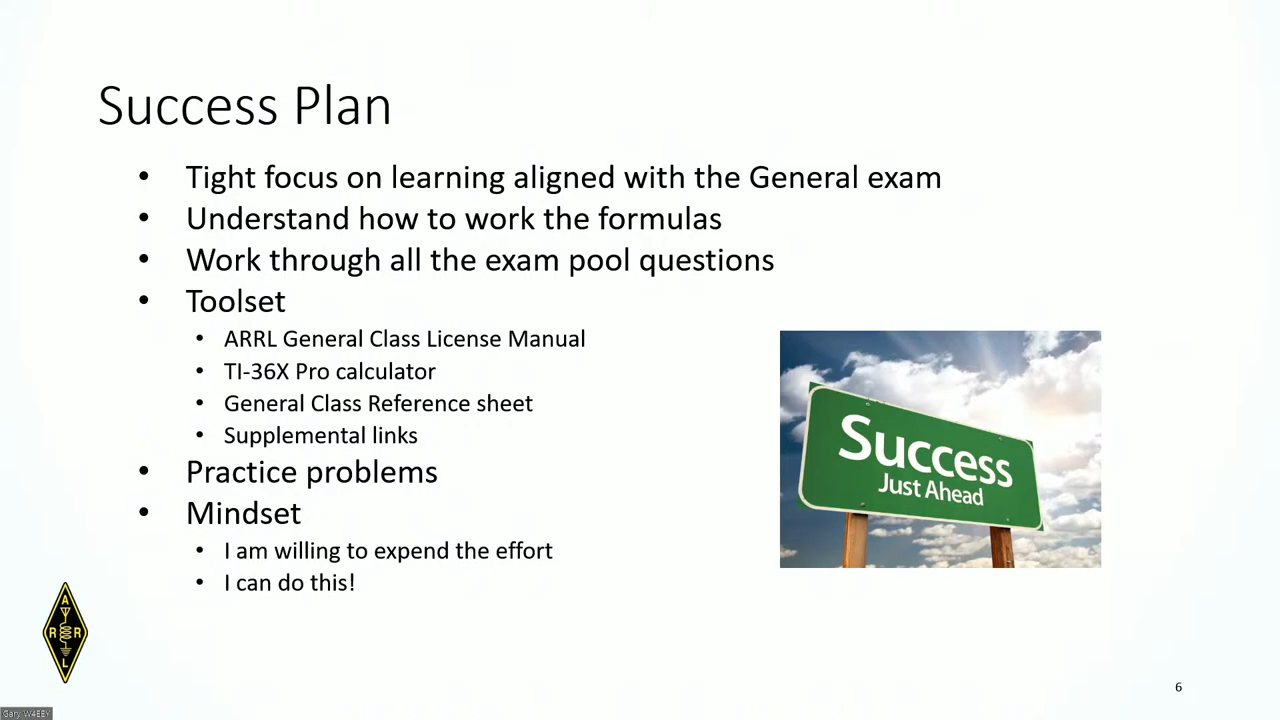 Success Plan
• Tight focus on learning aligned with the General exam
• Understand how to work the formulas
• Work through all the exam pool questions
• Toolset
• ARRL General Class License Manual
• TI-36X Pro calculator
• General Class Reference sheet
• Supplemental links
• Practice problems
• Mindset
• I am willing to expend the effort
• I can do this!
Success
Just Ahead
A
R R
L
6
Gary W4EEY